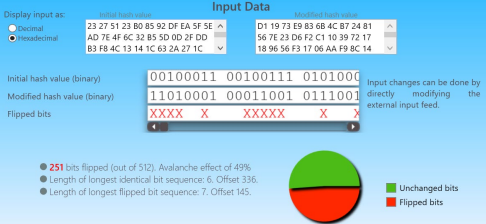 Input Data
Display input as:
Initial hash value
Modified hash value
Decimal
Hexadecimal
23 27 51 23 B0 85 92 DF EA 5F 5E
AD 7E 4F 6C 32 B5 5D 0D 2F DD
B3 F8 4C 13 14 1C 63 2A 27 1C
D1 19 73 E9 83 6B 4C B7 24 81
56 7E 23 D6 F2 C1 10 39 72 17
18 96 56 F3 17 06 AA F9 8C 14
Initial hash value (binary)
00100011 00100111 0101000
Modified hash value (binary)
11010001 00011001 0111001
Flipped bits
XXXX X XXXXX X X
Input changes can be done by
directly modifying the
external input feed.
251 bits flipped (out of 512). Avalanche effect of 49%
Length of longest identical bit sequence: 6. Offset 336.
Length of longest flipped bit sequence: 7. Offset 145.
Unchanged bits
Flipped bits